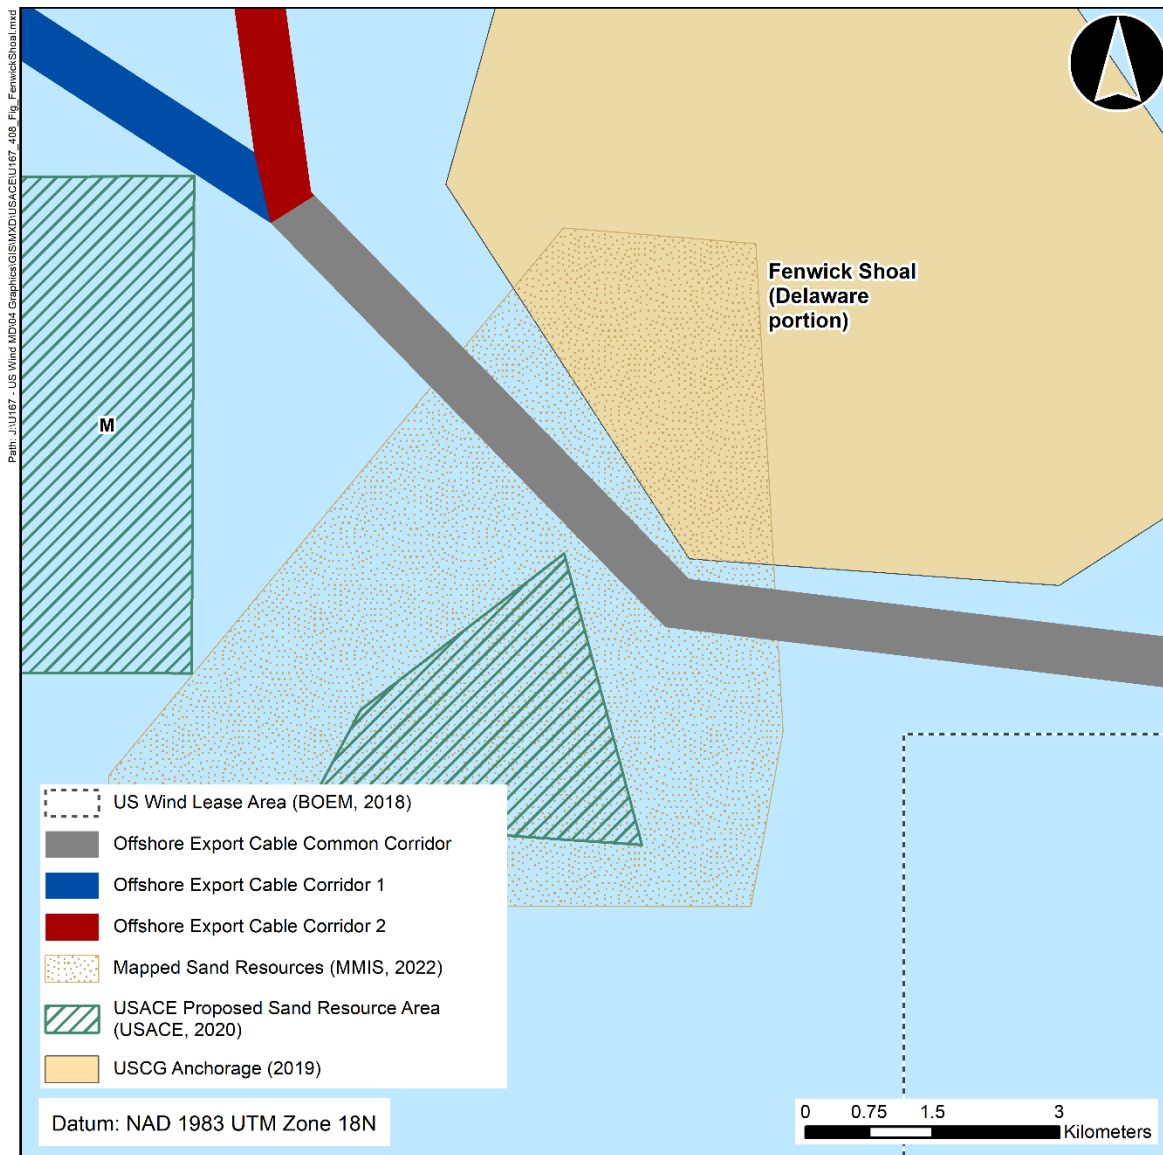 Path: J:\U167 - US Wind MD\04 Graphics\GIS\MXD\USACE\U167_408_Fig_FenwickShoal.mxd
Fenwick Shoal
(Delaware
portion)
M
US Wind Lease Area (BOEM, 2018)
Offshore Export Cable Common Corridor
Offshore Export Cable Corridor 1
Offshore Export Cable Corridor 2
Mapped Sand Resources (MMIS, 2022)
USACE Proposed Sand Resource Area
(USACE, 2020)
USCG Anchorage (2019)
Datum: NAD 1983 UTM Zone 18N
0 0.75 1.5 3
Kilometers